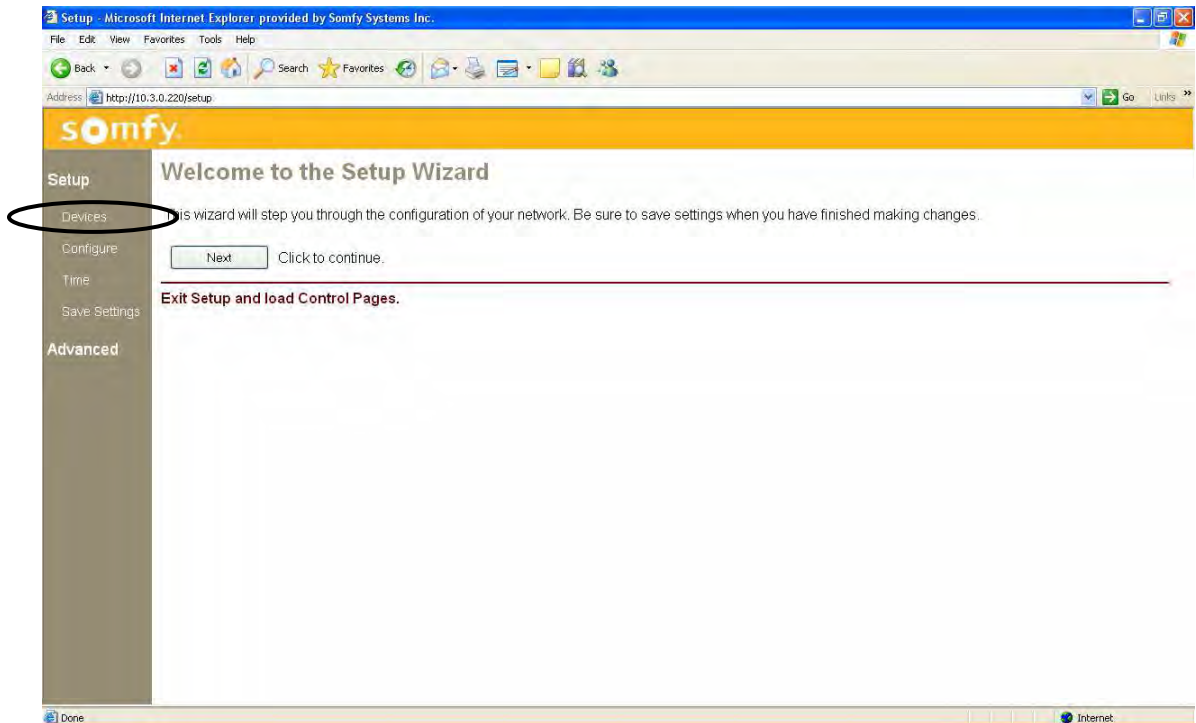 Setup - Microsoft Internet Explorer provided by Somfy Systems Inc.
File Edit View Favorites Tools Help
Back Search Favorites
Address http://10.3.0.220/setup Go Links »
somfy.
Setup
Devices
Configure
Time
Save Settings
Advanced
Welcome to the Setup Wizard
This wizard will step you through the configuration of your network. Be sure to save settings when you have finished making changes.
Next Click to continue.
Exit Setup and load Control Pages.
Done Internet